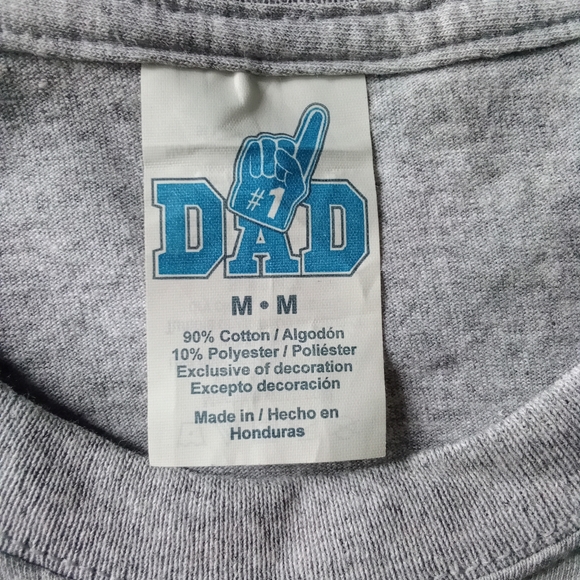 #1
DAD
M • M
90% Cotton / Algodón
10% Polyester / Poliéster
Exclusive of decoration
Excepto decoración
Made in / Hecho en
Honduras